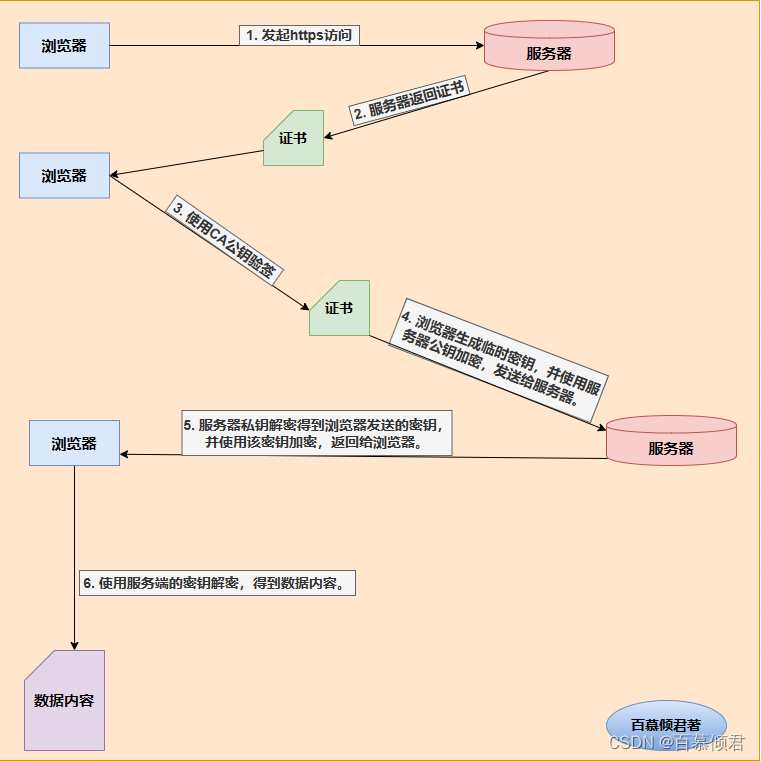 浏览器
1. 发起https访问
服务器
2. 服务器返回证书
证书
浏览器
3. 使用CA公钥验签
证书
4. 浏览器生成临时密钥，并使用服
务器公钥加密，发送给服务器。
浏览器
5. 服务器私钥解密得到浏览器发送的密钥，
并使用该密钥加密，返回给浏览器。
服务器
6. 使用服务端的密钥解密，得到数据内容。
数据内容
百慕倾君著
CSDN @百慕倾君